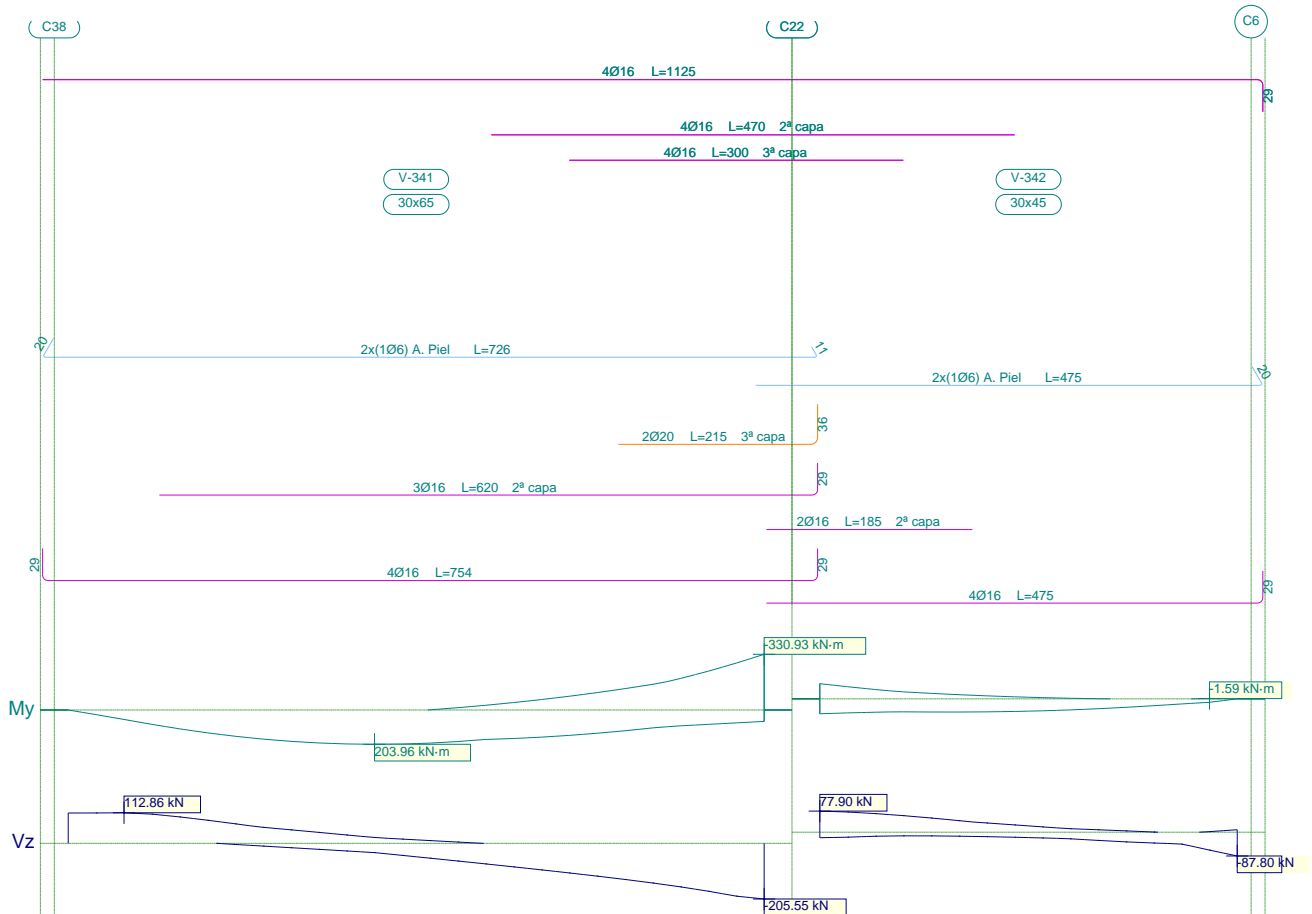 C38
C22
C6
4Ø16 L=1125
29
4Ø16 L=470 2ª capa
4Ø16 L=300 3ª capa
V-341
V-342
30x65
30x45
20
2x(1Ø6) A. Piel L=726
11
2x(1Ø6) A. Piel L=475
20
2Ø20 L=215 3ª capa
36
3Ø16 L=620 2ª capa
29
2Ø16 L=185 2ª capa
29
4Ø16 L=754
29
4Ø16 L=475
29
-330.93 kN·m
-1.59 kN·m
My
203.96 kN·m
112.86 kN
77.90 kN
Vz
-87.80 kN
-205.55 kN